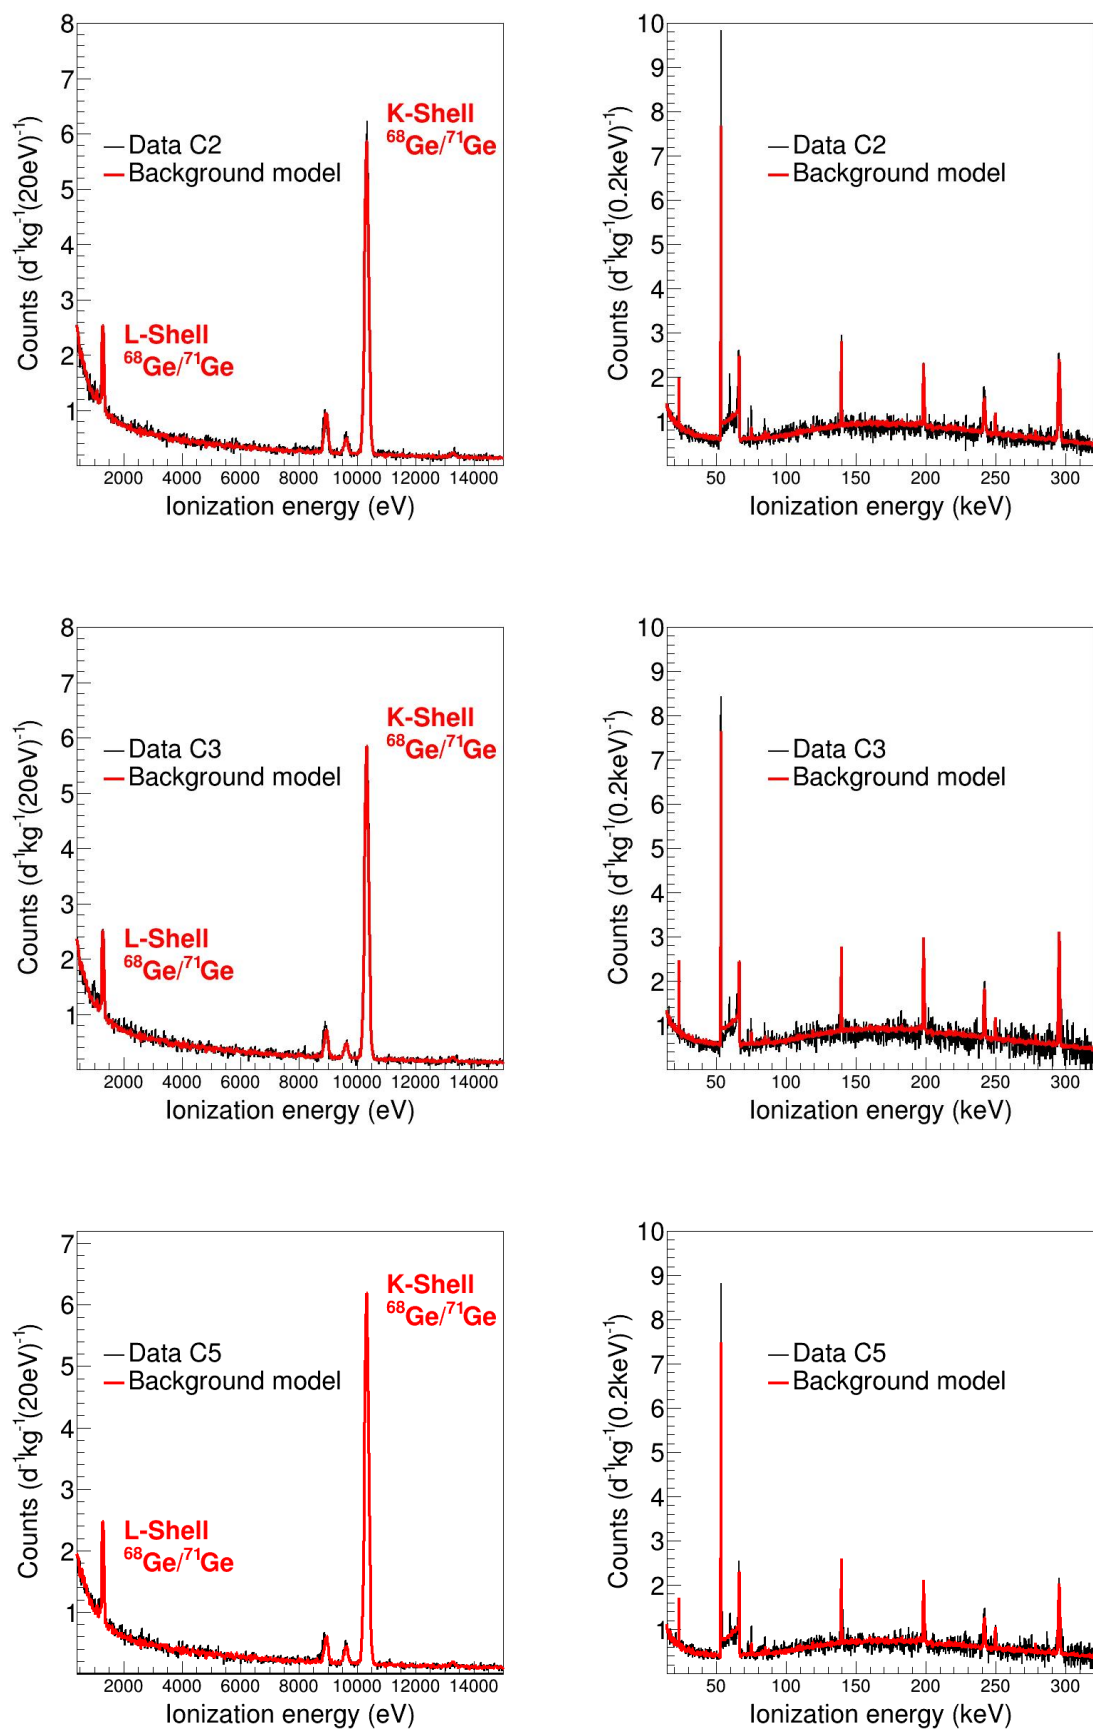 8
7
6
5
4
3
2
1
Counts (d⁻¹kg⁻¹(20eV)⁻¹)
K-Shell
⁶⁸Ge/⁷¹Ge
Data C2
Background model
L-Shell
⁶⁸Ge/⁷¹Ge
2000 4000 6000 8000 10000 12000 14000
Ionization energy (eV)
10
9
8
7
6
5
4
3
2
1
Counts (d⁻¹kg⁻¹(0.2keV)⁻¹)
Data C2
Background model
50 100 150 200 250 300
Ionization energy (keV)
8
7
6
5
4
3
2
1
Counts (d⁻¹kg⁻¹(20eV)⁻¹)
K-Shell
⁶⁸Ge/⁷¹Ge
Data C3
Background model
L-Shell
⁶⁸Ge/⁷¹Ge
2000 4000 6000 8000 10000 12000 14000
Ionization energy (eV)
10
9
8
7
6
5
4
3
2
1
Counts (d⁻¹kg⁻¹(0.2keV)⁻¹)
Data C3
Background model
50 100 150 200 250 300
Ionization energy (keV)
7
6
5
4
3
2
1
Counts (d⁻¹kg⁻¹(20eV)⁻¹)
K-Shell
⁶⁸Ge/⁷¹Ge
Data C5
Background model
L-Shell
⁶⁸Ge/⁷¹Ge
2000 4000 6000 8000 10000 12000 14000
Ionization energy (eV)
10
9
8
7
6
5
4
3
2
1
Counts (d⁻¹kg⁻¹(0.2keV)⁻¹)
Data C5
Background model
50 100 150 200 250 300
Ionization energy (keV)